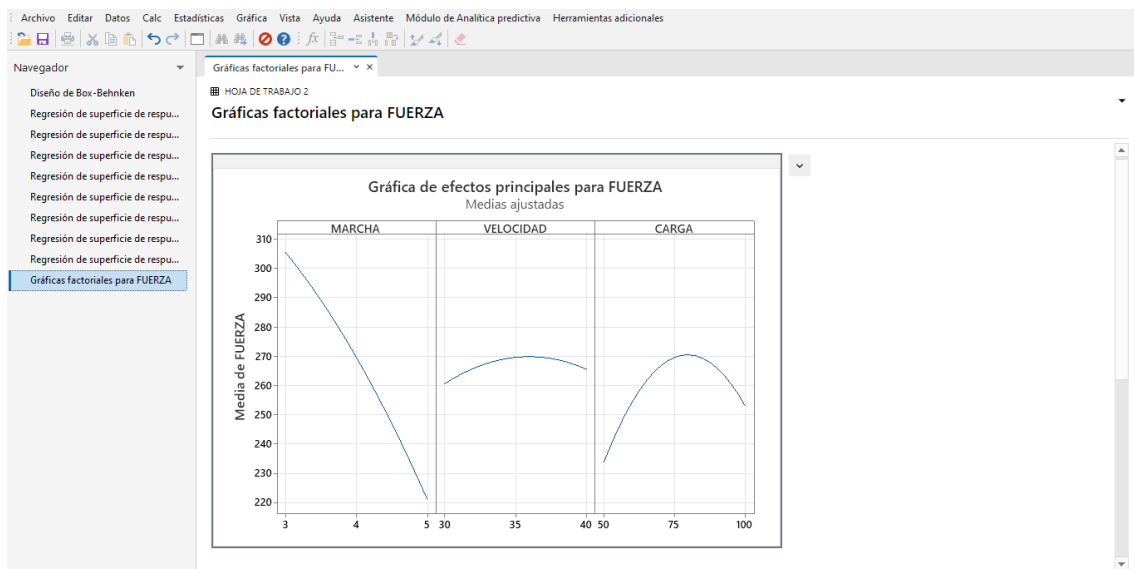 Archivo Editar Datos Calc Estadísticas Gráfica Vista Ayuda Asistente Módulo de Analítica predictiva Herramientas adicionales
Navegador
Diseño de Box-Behnken
Regresión de superficie de respu...
Regresión de superficie de respu...
Regresión de superficie de respu...
Regresión de superficie de respu...
Regresión de superficie de respu...
Regresión de superficie de respu...
Regresión de superficie de respu...
Regresión de superficie de respu...
Gráficas factoriales para FUERZA
Gráficas factoriales para FU...
HOJA DE TRABAJO 2
Gráficas factoriales para FUERZA
Gráfica de efectos principales para FUERZA
Medias ajustadas
MARCHA VELOCIDAD CARGA
Media de FUERZA
310
300
290
280
270
260
250
240
230
220
3 4 5 30 35 40 50 75 100